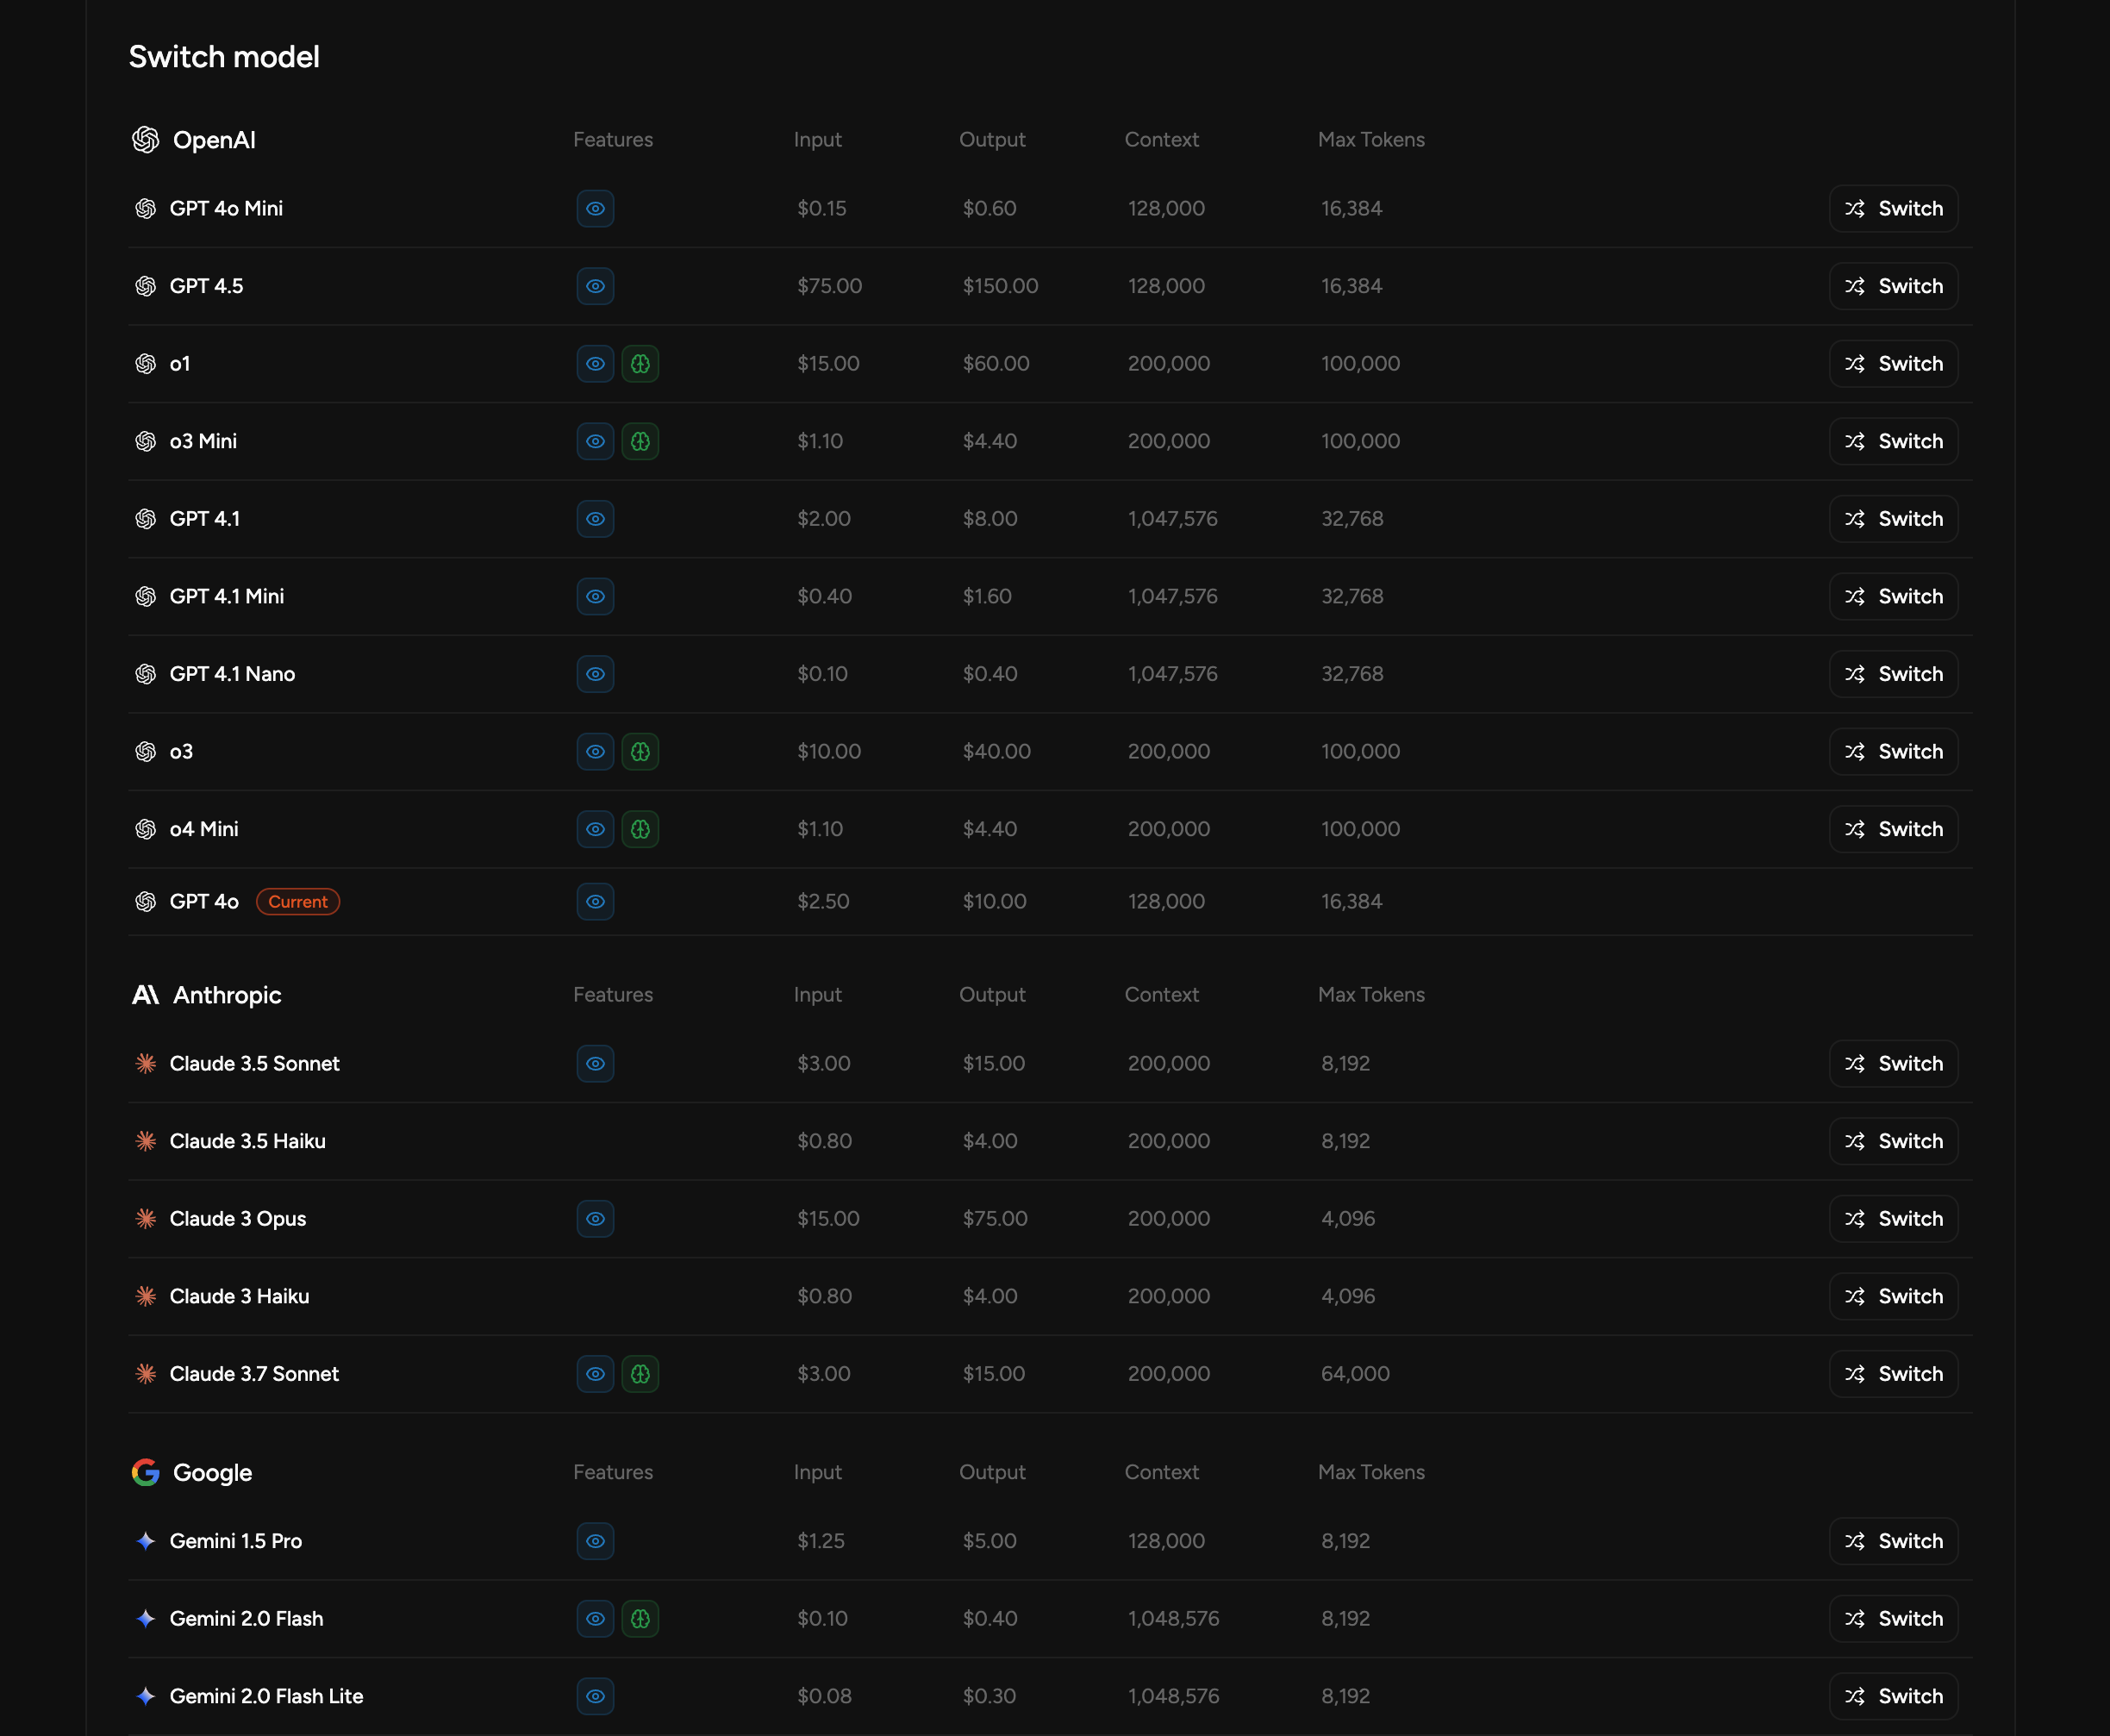 Switch model
OpenAI Features Input Output Context Max Tokens
GPT 4o Mini $0.15 $0.60 128,000 16,384 Switch
GPT 4.5 $75.00 $150.00 128,000 16,384 Switch
o1 $15.00 $60.00 200,000 100,000 Switch
o3 Mini $1.10 $4.40 200,000 100,000 Switch
GPT 4.1 $2.00 $8.00 1,047,576 32,768 Switch
GPT 4.1 Mini $0.40 $1.60 1,047,576 32,768 Switch
GPT 4.1 Nano $0.10 $0.40 1,047,576 32,768 Switch
o3 $10.00 $40.00 200,000 100,000 Switch
o4 Mini $1.10 $4.40 200,000 100,000 Switch
GPT 4o Current $2.50 $10.00 128,000 16,384
Anthropic Features Input Output Context Max Tokens
Claude 3.5 Sonnet $3.00 $15.00 200,000 8,192 Switch
Claude 3.5 Haiku $0.80 $4.00 200,000 8,192 Switch
Claude 3 Opus $15.00 $75.00 200,000 4,096 Switch
Claude 3 Haiku $0.80 $4.00 200,000 4,096 Switch
Claude 3.7 Sonnet $3.00 $15.00 200,000 64,000 Switch
Google Features Input Output Context Max Tokens
Gemini 1.5 Pro $1.25 $5.00 128,000 8,192 Switch
Gemini 2.0 Flash $0.10 $0.40 1,048,576 8,192 Switch
Gemini 2.0 Flash Lite $0.08 $0.30 1,048,576 8,192 Switch